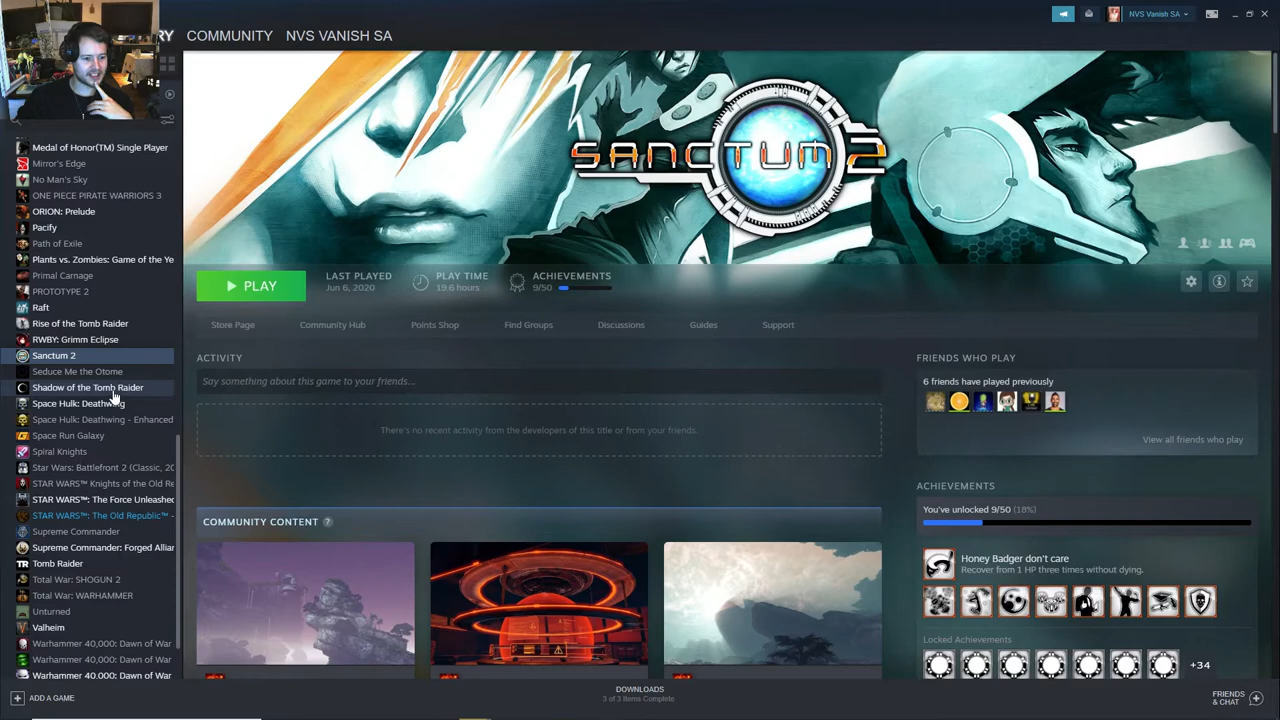 RY COMMUNITY NVS VANISH SA
NVS Vanish SA
Medal of Honor(TM) Single Player
Mirror's Edge
No Man's Sky
ONE PIECE PIRATE WARRIORS 3
ORION: Prelude
Pacify
Path of Exile
Plants vs. Zombies: Game of the Ye
Primal Carnage
PROTOTYPE 2
Raft
Rise of the Tomb Raider
RWBY: Grimm Eclipse
Sanctum 2
Seduce Me the Otome
Shadow of the Tomb Raider
Space Hulk: Deathwing
Space Hulk: Deathwing - Enhanced
Space Run Galaxy
Spiral Knights
Star Wars: Battlefront 2 (Classic, 20
STAR WARS™ Knights of the Old Re
STAR WARS™: The Force Unleashed
STAR WARS™: The Old Republic™ -
Supreme Commander
Supreme Commander: Forged Allian
TR Tomb Raider
Total War: SHOGUN 2
Total War: WARHAMMER
Unturned
Valheim
Warhammer 40,000: Dawn of War
Warhammer 40,000: Dawn of War
Warhammer 40,000: Dawn of War
ADD A GAME
SANCTUM 2
PLAY
LAST PLAYED
Jun 6, 2020
PLAY TIME
19.6 hours
ACHIEVEMENTS
9/50
Store Page
Community Hub
Points Shop
Find Groups
Discussions
Guides
Support
ACTIVITY
Say something about this game to your friends...
There's no recent activity from the developers of this title or from your friends.
COMMUNITY CONTENT ?
FRIENDS WHO PLAY
6 friends have played previously
View all friends who play
ACHIEVEMENTS
You've unlocked 9/50 (18%)
Honey Badger don't care
Recover from 1 HP three times without dying.
Locked Achievements
+34
DOWNLOADS
3 of 3 Items Complete
FRIENDS
& CHAT